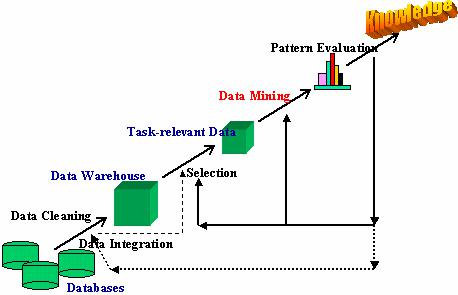 Knowledge
Pattern Evaluation
Data Mining
Task-relevant Data
Data Warehouse
Selection
Data Cleaning
Data Integration
Databases